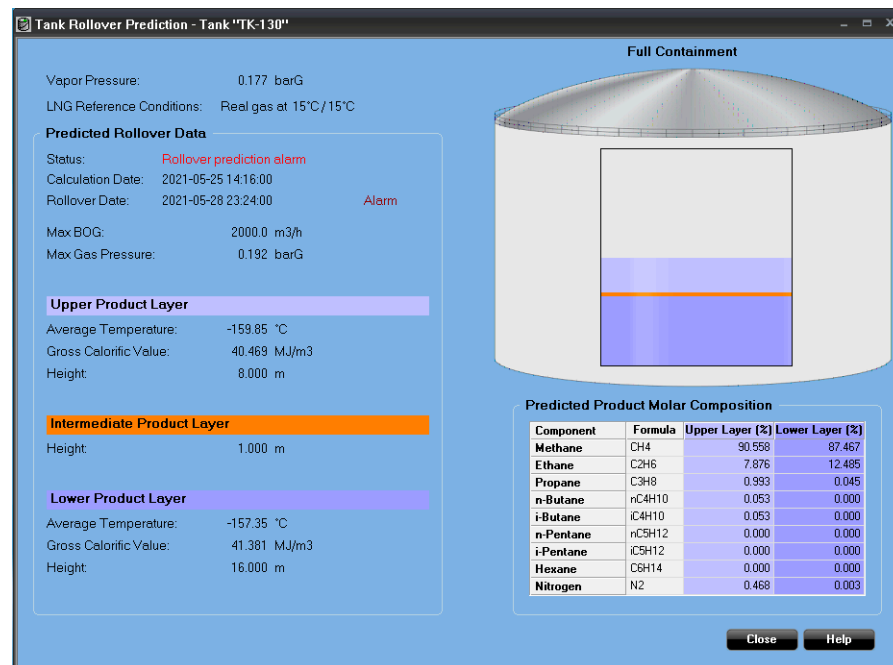 Tank Rollover Prediction - Tank "TK-130"
Vapor Pressure: 0.177 barG
LNG Reference Conditions: Real gas at 15°C / 15°C
Predicted Rollover Data
Status: Rollover prediction alarm
Calculation Date: 2021-05-25 14:16:00
Rollover Date: 2021-05-28 23:24:00 Alarm
Max BOG: 2000.0 m3/h
Max Gas Pressure: 0.192 barG
Upper Product Layer
Average Temperature: -159.85 °C
Gross Calorific Value: 40.469 MJ/m3
Height: 8.000 m
Intermediate Product Layer
Height: 1.000 m
Lower Product Layer
Average Temperature: -157.35 °C
Gross Calorific Value: 41.381 MJ/m3
Height: 16.000 m
Full Containment
Predicted Product Molar Composition
Component Formula Upper Layer (%) Lower Layer (%)
Methane CH4 90.558 87.467
Ethane C2H6 7.876 12.485
Propane C3H8 0.993 0.045
n-Butane nC4H10 0.053 0.000
i-Butane iC4H10 0.053 0.000
n-Pentane nC5H12 0.000 0.000
i-Pentane iC5H12 0.000 0.000
Hexane C6H14 0.000 0.000
Nitrogen N2 0.468 0.003
Close Help